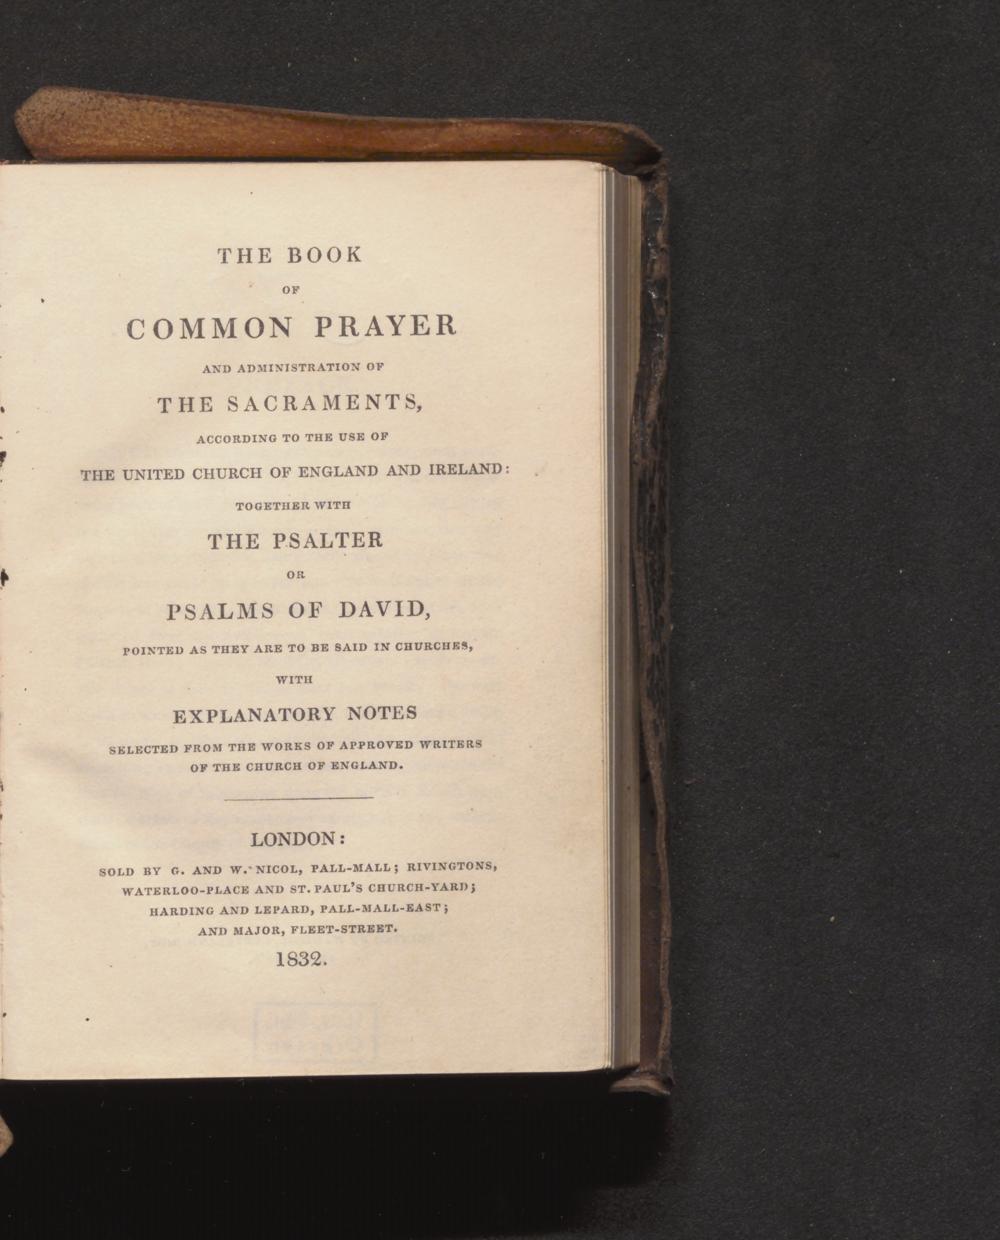 THE BOOK
OF
COMMON PRAYER
AND ADMINISTRATION OF
THE SACRAMENTS,
ACCORDING TO THE USE OF
THE UNITED CHURCH OF ENGLAND AND IRELAND:
TOGETHER WITH
THE PSALTER
OR
PSALMS OF DAVID,
POINTED AS THEY ARE TO BE SAID IN CHURCHES,
WITH
EXPLANATORY NOTES
SELECTED FROM THE WORKS OF APPROVED WRITERS
OF THE CHURCH OF ENGLAND.
LONDON:
SOLD BY G. AND W. NICOL, PALL-MALL; RIVINGTONS,
WATERLOO-PLACE AND ST. PAUL'S CHURCH-YARD;
HARDING AND LEPARD, PALL-MALL-EAST;
AND MAJOR, FLEET-STREET.
1832.